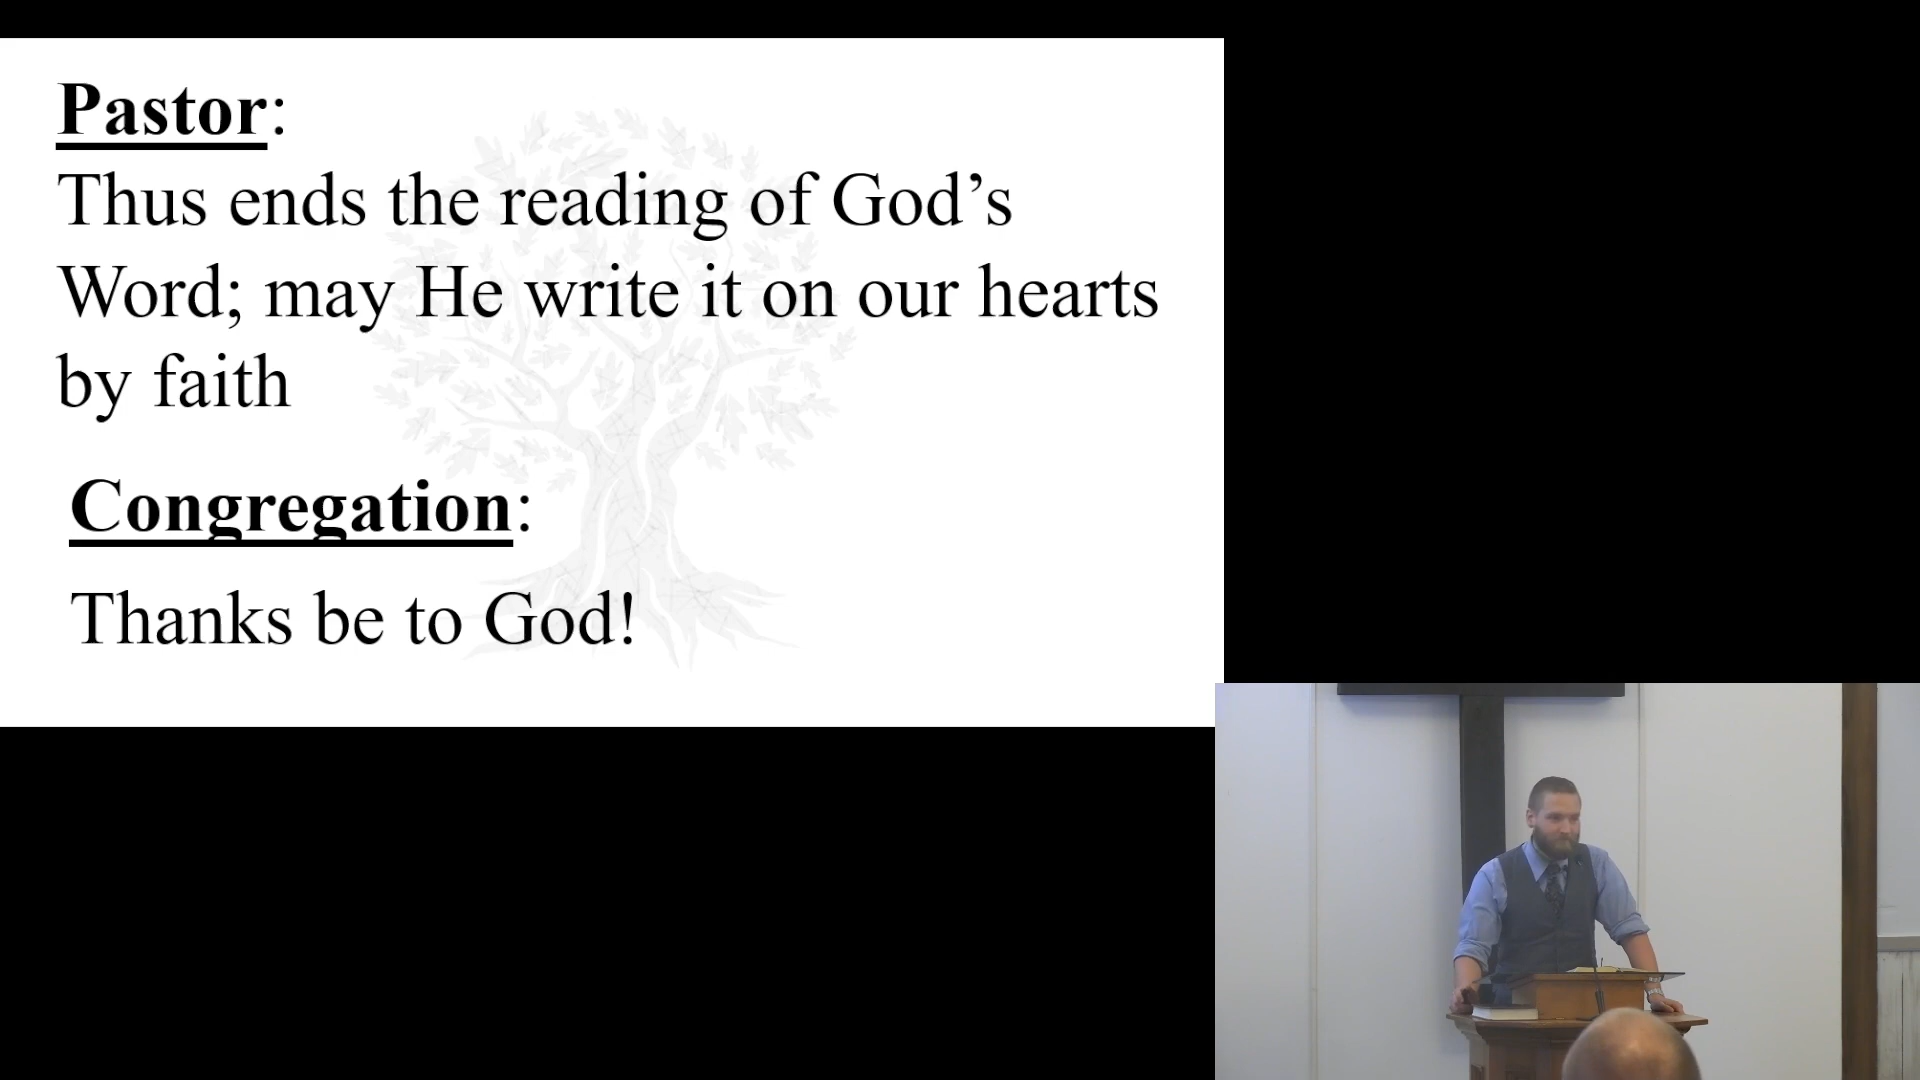 Pastor:
Thus ends the reading of God’s
Word; may He write it on our hearts
by faith
Congregation:
Thanks be to God!